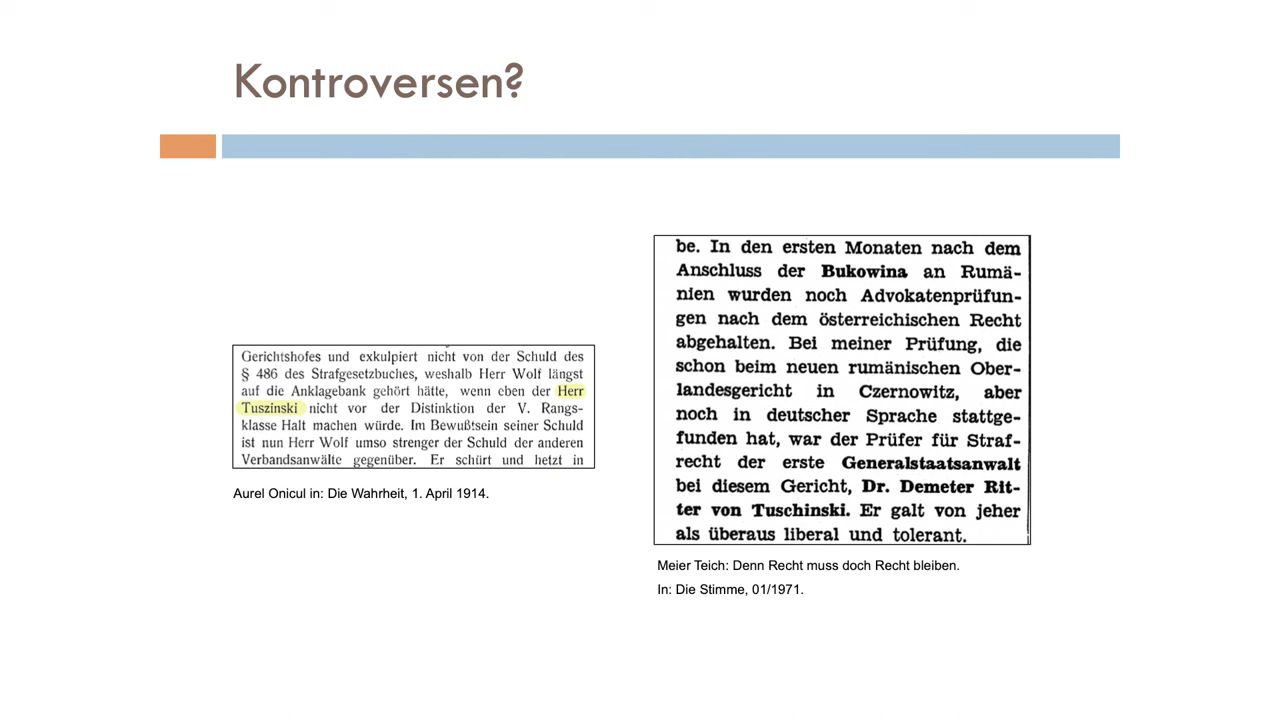 Kontroversen?
Gerichtshofes und exkulpiert nicht von der Schuld des
§ 486 des Strafgesetzbuches, weshalb Herr Wolf längst
auf die Anklagebank gehört hätte, wenn eben der Herr
Tuszinski nicht vor der Distinktion der V. Rangs-
klasse Halt machen würde. Im Bewußtsein seiner Schuld
ist nun Herr Wolf umso strenger der Schuld der anderen
Verbandsanwälte gegenüber. Er schürt und hetzt in
Aurel Onicul in: Die Wahrheit, 1. April 1914.
be. In den ersten Monaten nach dem
Anschluss der Bukowina an Rumä-
nien wurden noch Advokatenprüfun-
gen nach dem österreichischen Recht
abgehalten. Bei meiner Prüfung, die
schon beim neuen rumänischen Ober-
landesgericht in Czernowitz, aber
noch in deutscher Sprache stattge-
funden hat, war der Prüfer für Straf-
recht der erste Generalstaatsanwalt
bei diesem Gericht, Dr. Demeter Rit-
ter von Tuschinski. Er galt von jeher
als überaus liberal und tolerant.
Meier Teich: Denn Recht muss doch Recht bleiben.
In: Die Stimme, 01/1971.